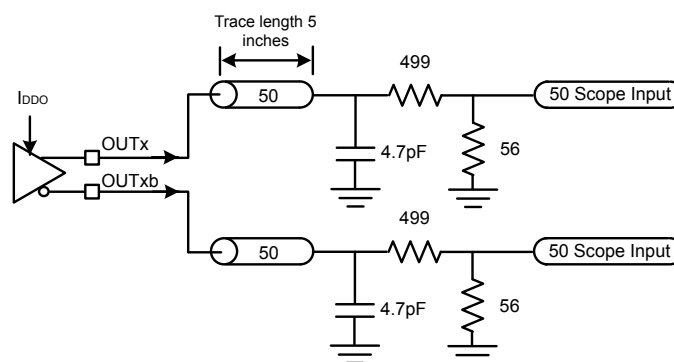 Trace length 5
inches
499
IDDO
50
50 Scope Input
OUTx
4.7pF
56
OUTxb
499
50
50 Scope Input
4.7pF
56